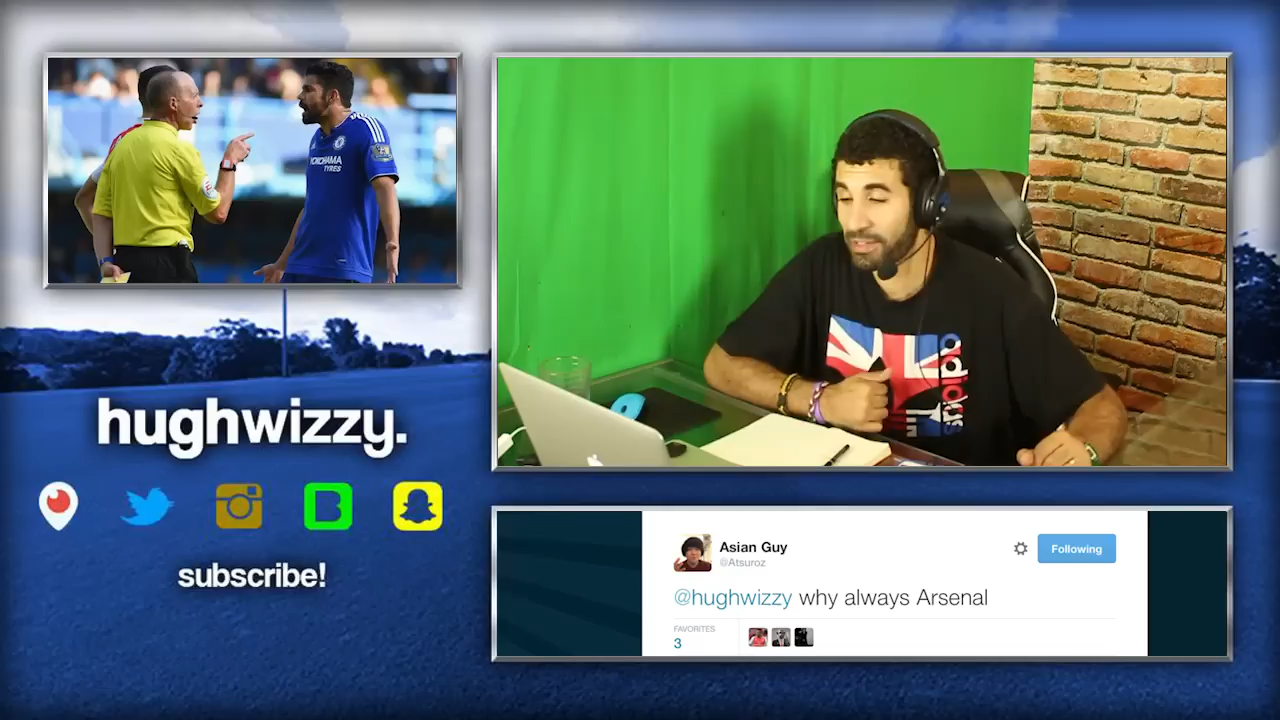 YOKOHAMA
TYRES
adidas
hughwizzy.
subscribe!
Asian Guy
@Atsuroz
Following
@hughwizzy why always Arsenal
FAVORITES
3